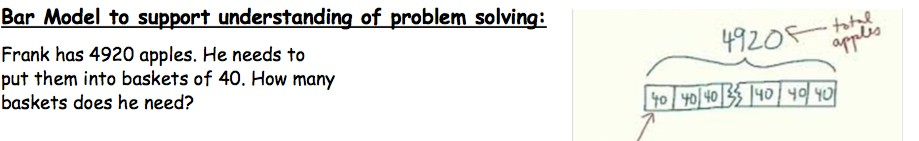 Bar Model to support understanding of problem solving:
Frank has 4920 apples. He needs to
put them into baskets of 40. How many
baskets does he need?
4920
total
apples
40 40 40 40 40 40